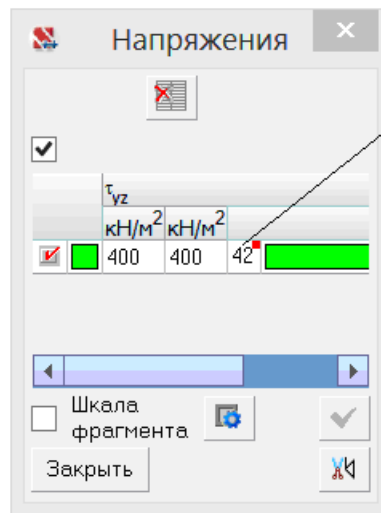 Напряжения
τyz
кН/м² кН/м²
400 400 42
Шкала
фрагмента
Закрыть